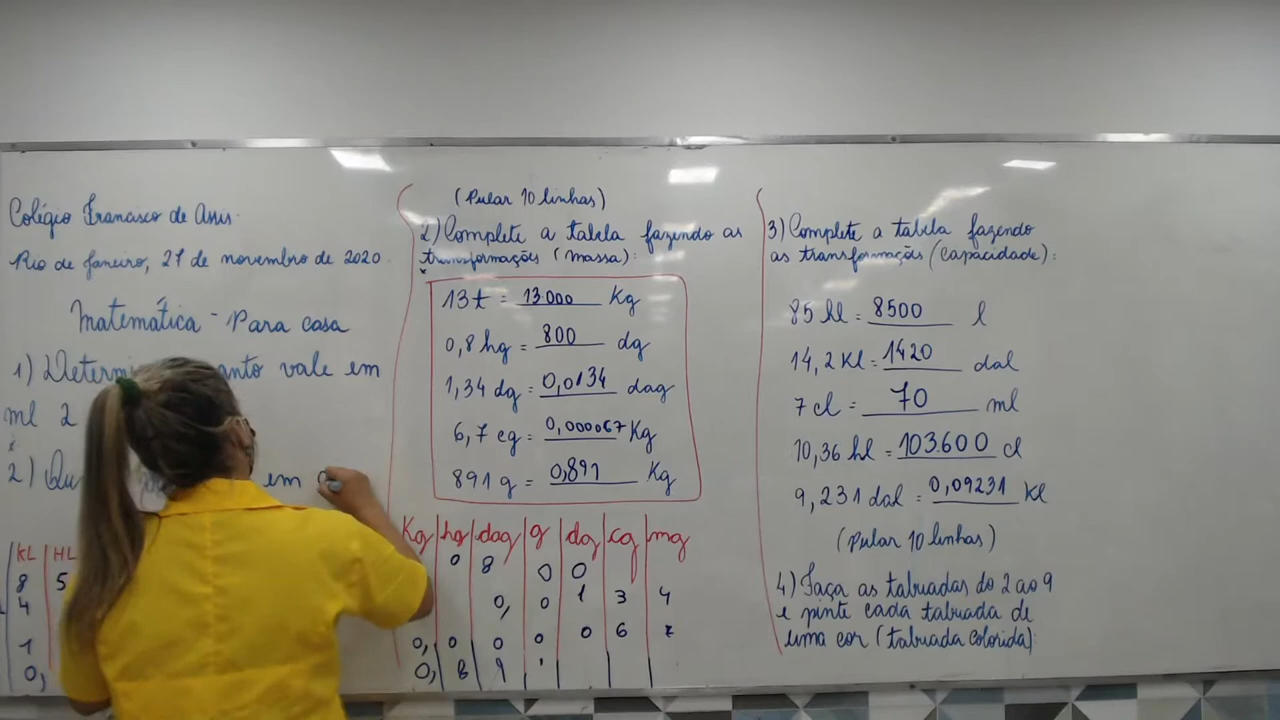 Colégio Francisco de Assis.
Rio de Janeiro, 27 de novembro de 2020.
Matemática - Para casa
1) vale em
ml 2
2) em
KL HL
8 5
4
1
0,
(Pular 10 linhas)
2) Complete a tabela fazendo as
transformações (massa):
13t = 13.000 Kg
0,8 hg = 800 dg
1,34 dg = 0,0134 dag
6,7 cg = 0,000067 Kg
891 g = 0,891 Kg
Kg hg dag g dg cg mg
0 8 0 0
0, 0 1 3 4
0, 0 0 0 0 6 7
0, 8 9 1
3) Complete a tabela fazendo
as transformações (capacidade):
85 hl = 8500 l
14,2 Kl = 1420 dal
7 cl = 70 ml
10,36 hl = 103.600 cl
9,231 dal = 0,09231 Kl
(Pular 10 linhas)
4) Faça as tabuadas do 2 ao 9
e pinte cada tabuada de
uma cor (tabuada colorida).